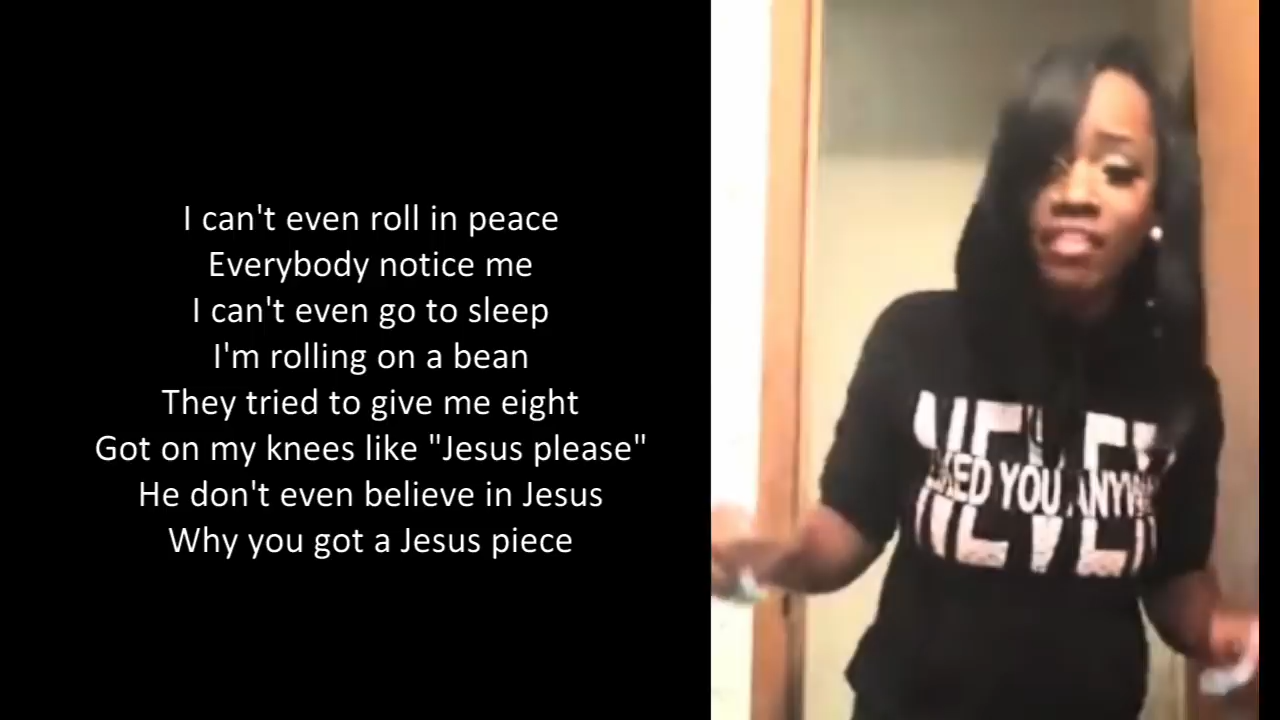 I can't even roll in peace
Everybody notice me
I can't even go to sleep
I'm rolling on a bean
They tried to give me eight
Got on my knees like "Jesus please"
He don't even believe in Jesus
Why you got a Jesus piece
NEVER
YOU